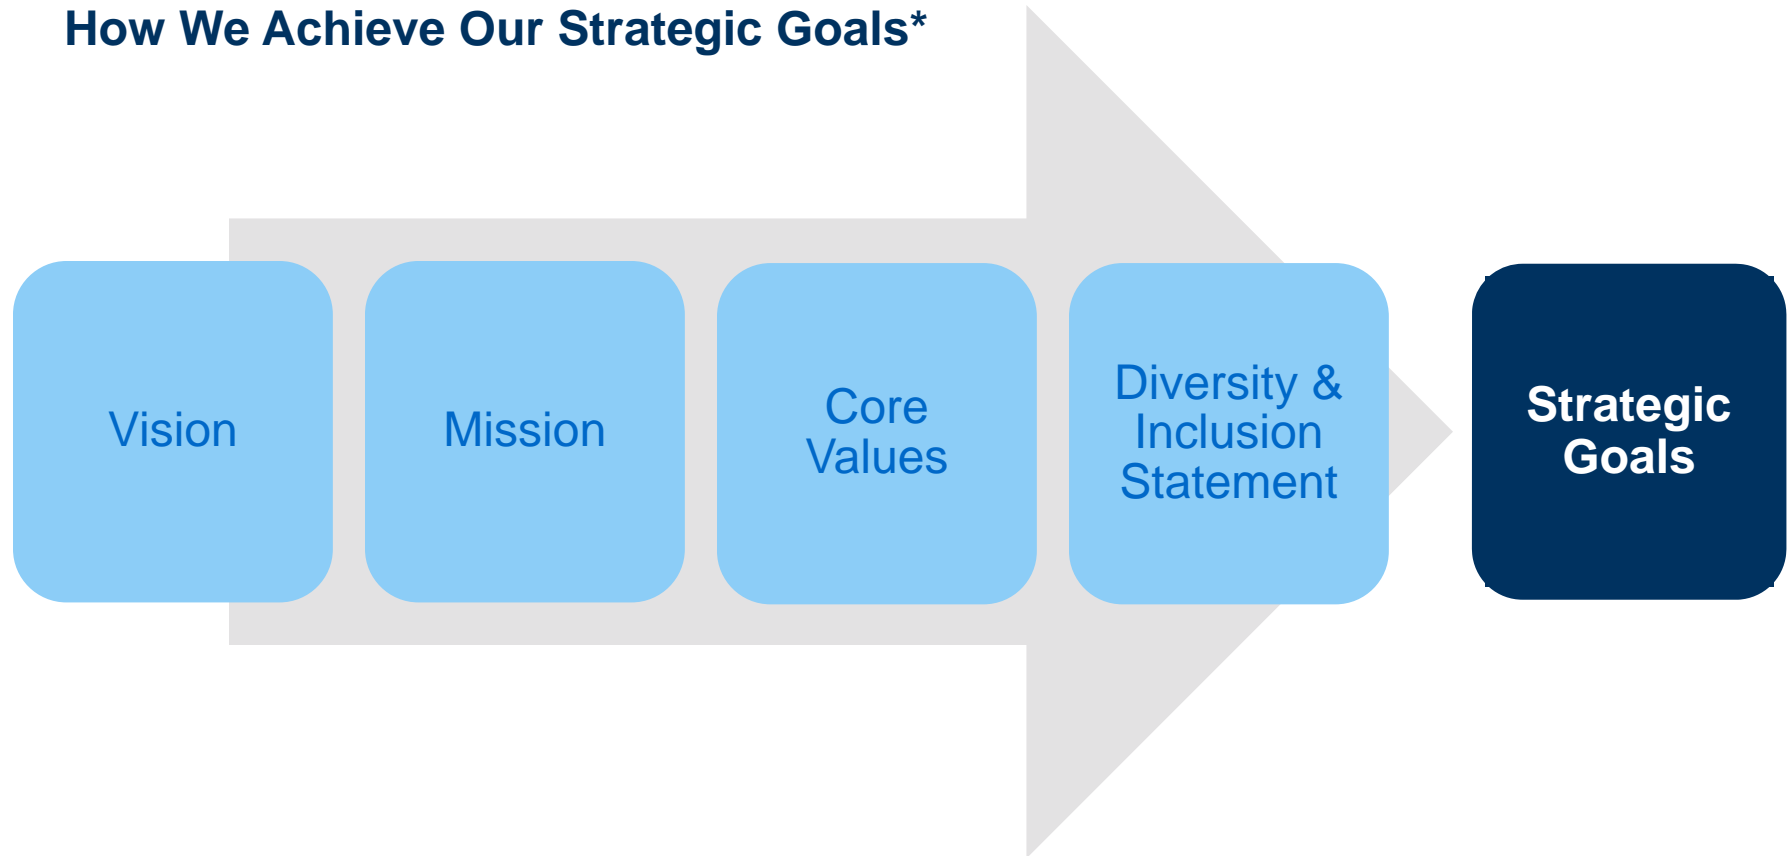 How We Achieve Our Strategic Goals*
Vision
Mission
Core
Values
Diversity &
Inclusion
Statement
Strategic
Goals